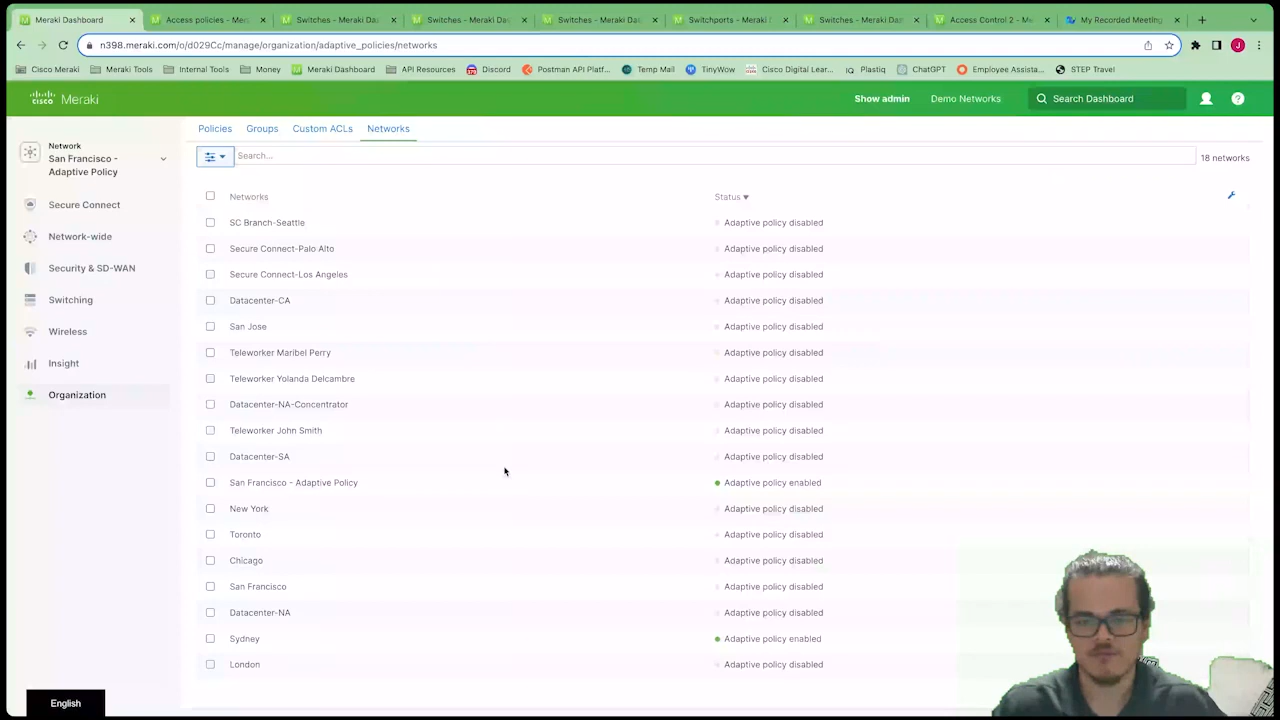 Meraki Dashboard
Access policies - Mer
Switches - Meraki Da
Switches - Meraki Da
Switches - Meraki Da
Switchports - Meraki
Switches - Meraki Da
Access Control 2 - M
My Recorded Meeting
n398.meraki.com/o/d029Cc/manage/organization/adaptive_policies/networks
J
Cisco Meraki
Meraki Tools
Internal Tools
Money
Meraki Dashboard
API Resources
Discord
Postman API Platf...
Temp Mail
TinyWow
Cisco Digital Lear...
Plastiq
ChatGPT
Employee Assista...
STEP Travel
CISCO Meraki
Show admin
Demo Networks
Search Dashboard
Network
San Francisco -
Adaptive Policy
Secure Connect
Network-wide
Security & SD-WAN
Switching
Wireless
Insight
Organization
Policies Groups Custom ACLs Networks
Search...
18 networks
Networks Status
SC Branch-Seattle Adaptive policy disabled
Secure Connect-Palo Alto Adaptive policy disabled
Secure Connect-Los Angeles Adaptive policy disabled
Datacenter-CA Adaptive policy disabled
San Jose Adaptive policy disabled
Teleworker Maribel Perry Adaptive policy disabled
Teleworker Yolanda Delcambre Adaptive policy disabled
Datacenter-NA-Concentrator Adaptive policy disabled
Teleworker John Smith Adaptive policy disabled
Datacenter-SA Adaptive policy disabled
San Francisco - Adaptive Policy Adaptive policy enabled
New York Adaptive policy disabled
Toronto Adaptive policy disabled
Chicago Adaptive policy disabled
San Francisco Adaptive policy disabled
Datacenter-NA Adaptive policy disabled
Sydney Adaptive policy enabled
London Adaptive policy disabled
English